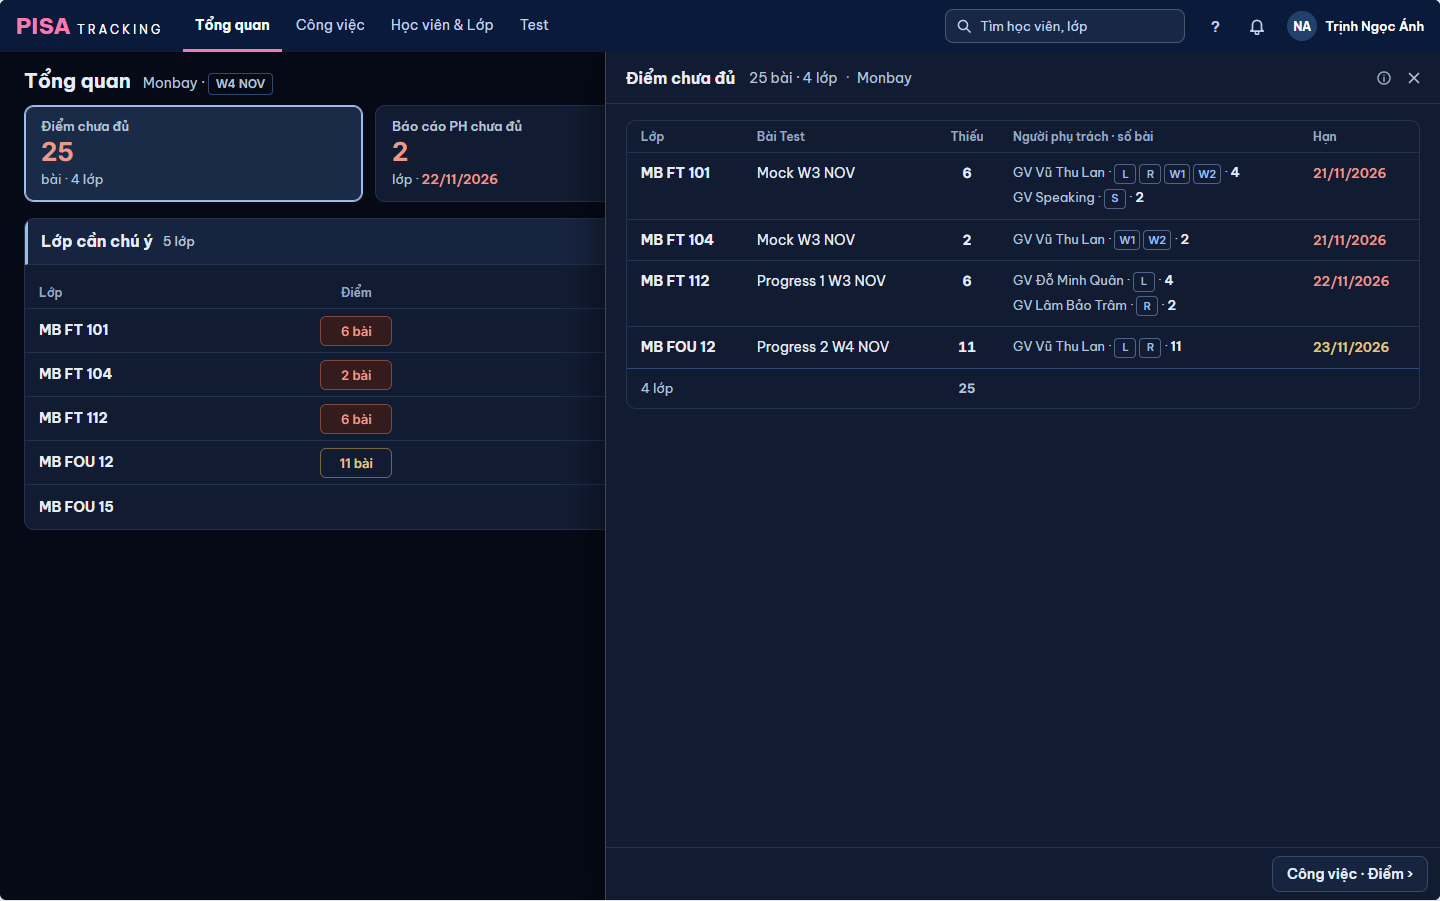 PISA TRACKING Tổng quan Công việc Học viên & Lớp Test Tìm học viên, lớp ? NA Trịnh Ngọc Ánh
Tổng quan Monbay · W4 NOV
Điểm chưa đủ
25
bài · 4 lớp
Báo cáo PH chưa đủ
2
lớp · 22/11/2026
Lớp cần chú ý 5 lớp
Lớp Điểm
MB FT 101 6 bài
MB FT 104 2 bài
MB FT 112 6 bài
MB FOU 12 11 bài
MB FOU 15
Điểm chưa đủ 25 bài · 4 lớp · Monbay
Lớp Bài Test Thiếu Người phụ trách · số bài Hạn
MB FT 101 Mock W3 NOV 6 GV Vũ Thu Lan · L R W1 W2 · 4 21/11/2026
GV Speaking · S · 2
MB FT 104 Mock W3 NOV 2 GV Vũ Thu Lan · W1 W2 · 2 21/11/2026
MB FT 112 Progress 1 W3 NOV 6 GV Đỗ Minh Quân · L · 4 22/11/2026
GV Lâm Bảo Trâm · R · 2
MB FOU 12 Progress 2 W4 NOV 11 GV Vũ Thu Lan · L R · 11 23/11/2026
4 lớp 25
Công việc · Điểm ›